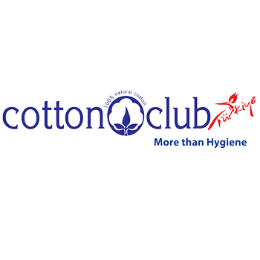 100% natural cotton
cotton club
Türkiye
More than Hygiene